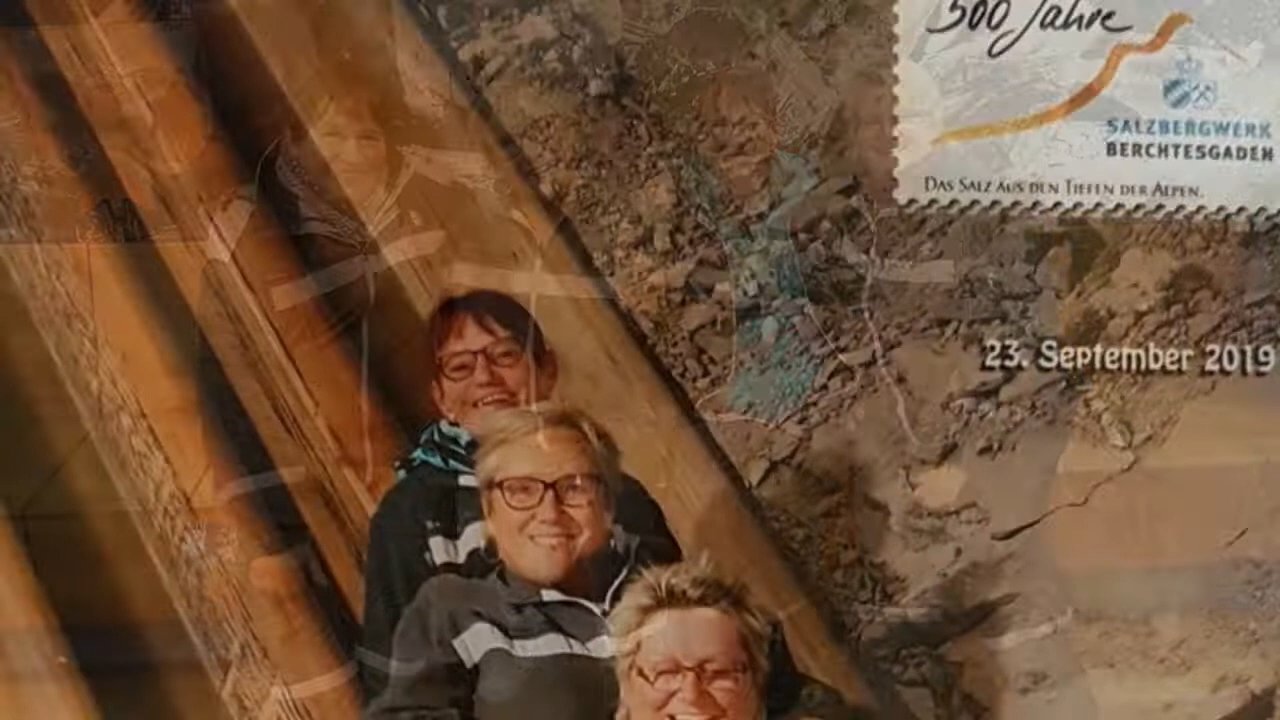 500 Jahre
SALZBERGWERK
BERCHTESGADEN
DAS SALZ AUS DEN TIEFEN DER ALPEN.
23. September 2019